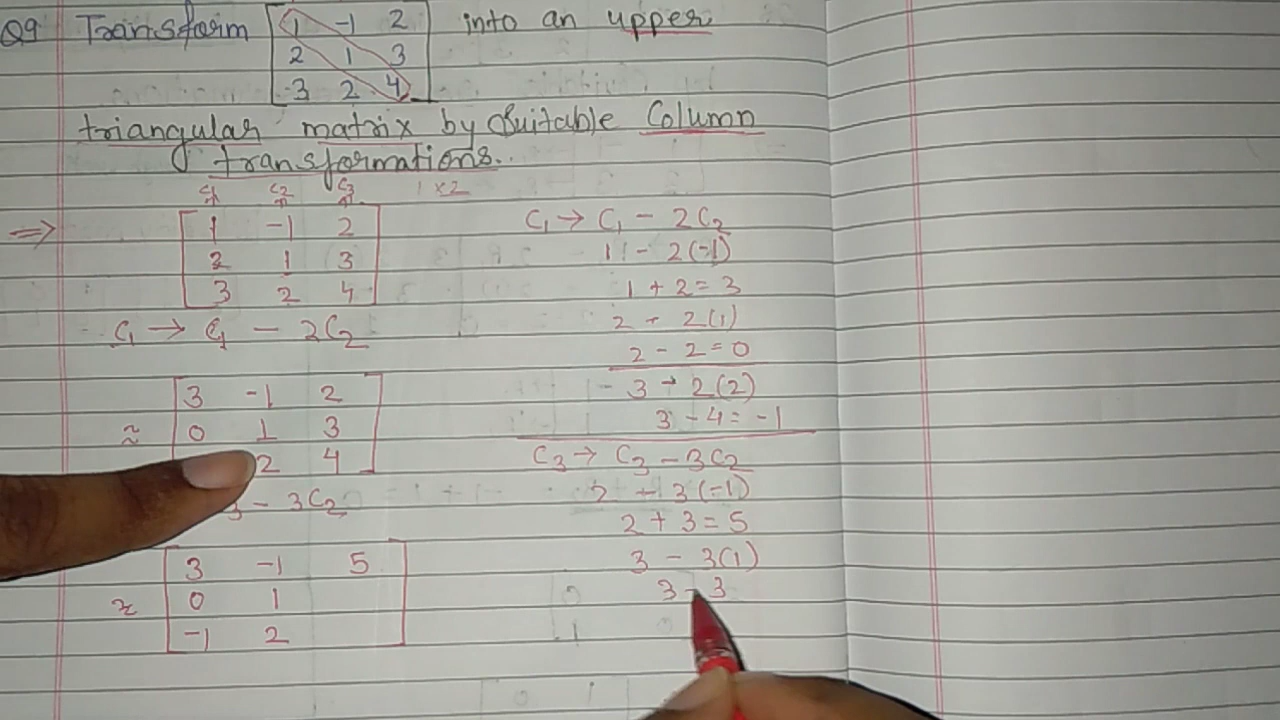 Q9 Transform [1 -1 2 into an upper
2 1 3
3 2 4]
triangular matrix by Suitable Column
transformations.
C1 C2 C3 1 x 2
⇒ [1 -1 2
2 1 3
3 2 4]
C1 → C1 - 2C2
≈ [3 -1 2
0 1 3
2 4]
3 - 3C2
≈ [3 -1 5
0 1
-1 2]
C1 → C1 - 2C2
1 - 2(-1)
1 + 2 = 3
2 - 2(1)
2 - 2 = 0
3 - 2(2)
3 - 4 = -1
C3 → C3 - 3C2
2 - 3(-1)
2 + 3 = 5
3 - 3(1)
3 - 3